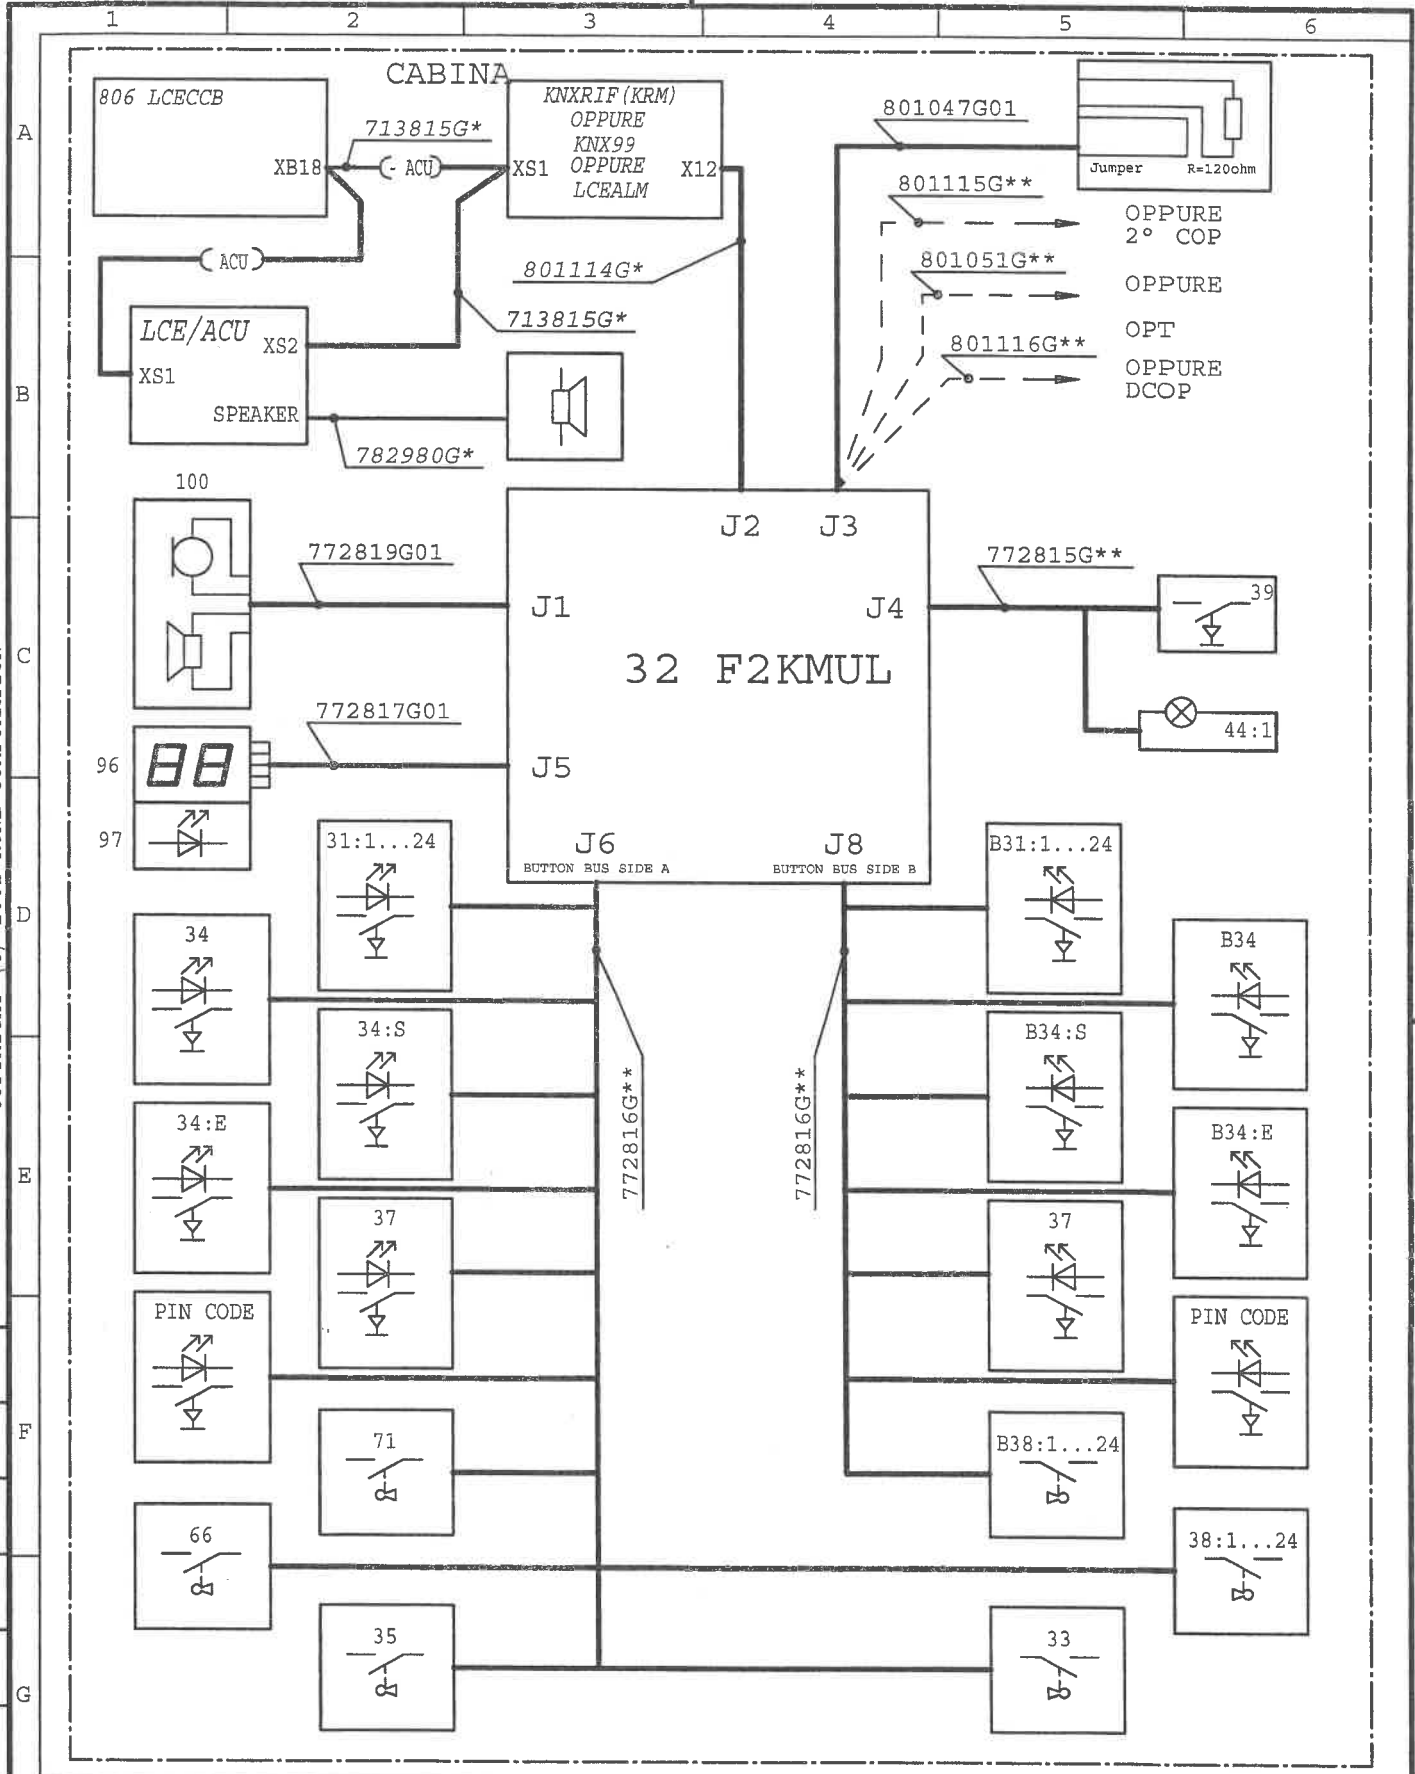 1 2 3 4 5 6
A
B
C
D
E
F
G
CABINA
806 LCECCB
XB18
713815G*
- ACU
KNXRIF(KRM)
OPPURE
KNX99
OPPURE
LCEALM
XS1
X12
801047G01
Jumper
R=120ohm
801115G**
OPPURE
2° COP
801051G**
OPPURE
OPT
801116G**
OPPURE
DCOP
ACU
801114G*
713815G*
LCE/ACU
XS2
XS1
SPEAKER
782980G*
100
772819G01
J2
J3
J1
J4
32 F2KMUL
772815G**
39
44:1
772817G01
96
97
J5
J6
BUTTON BUS SIDE A
J8
BUTTON BUS SIDE B
31:1...24
B31:1...24
34
B34
34:S
B34:S
772816G**
772816G**
34:E
B34:E
37
37
PIN CODE
PIN CODE
71
B38:1...24
66
38:1...24
35
33